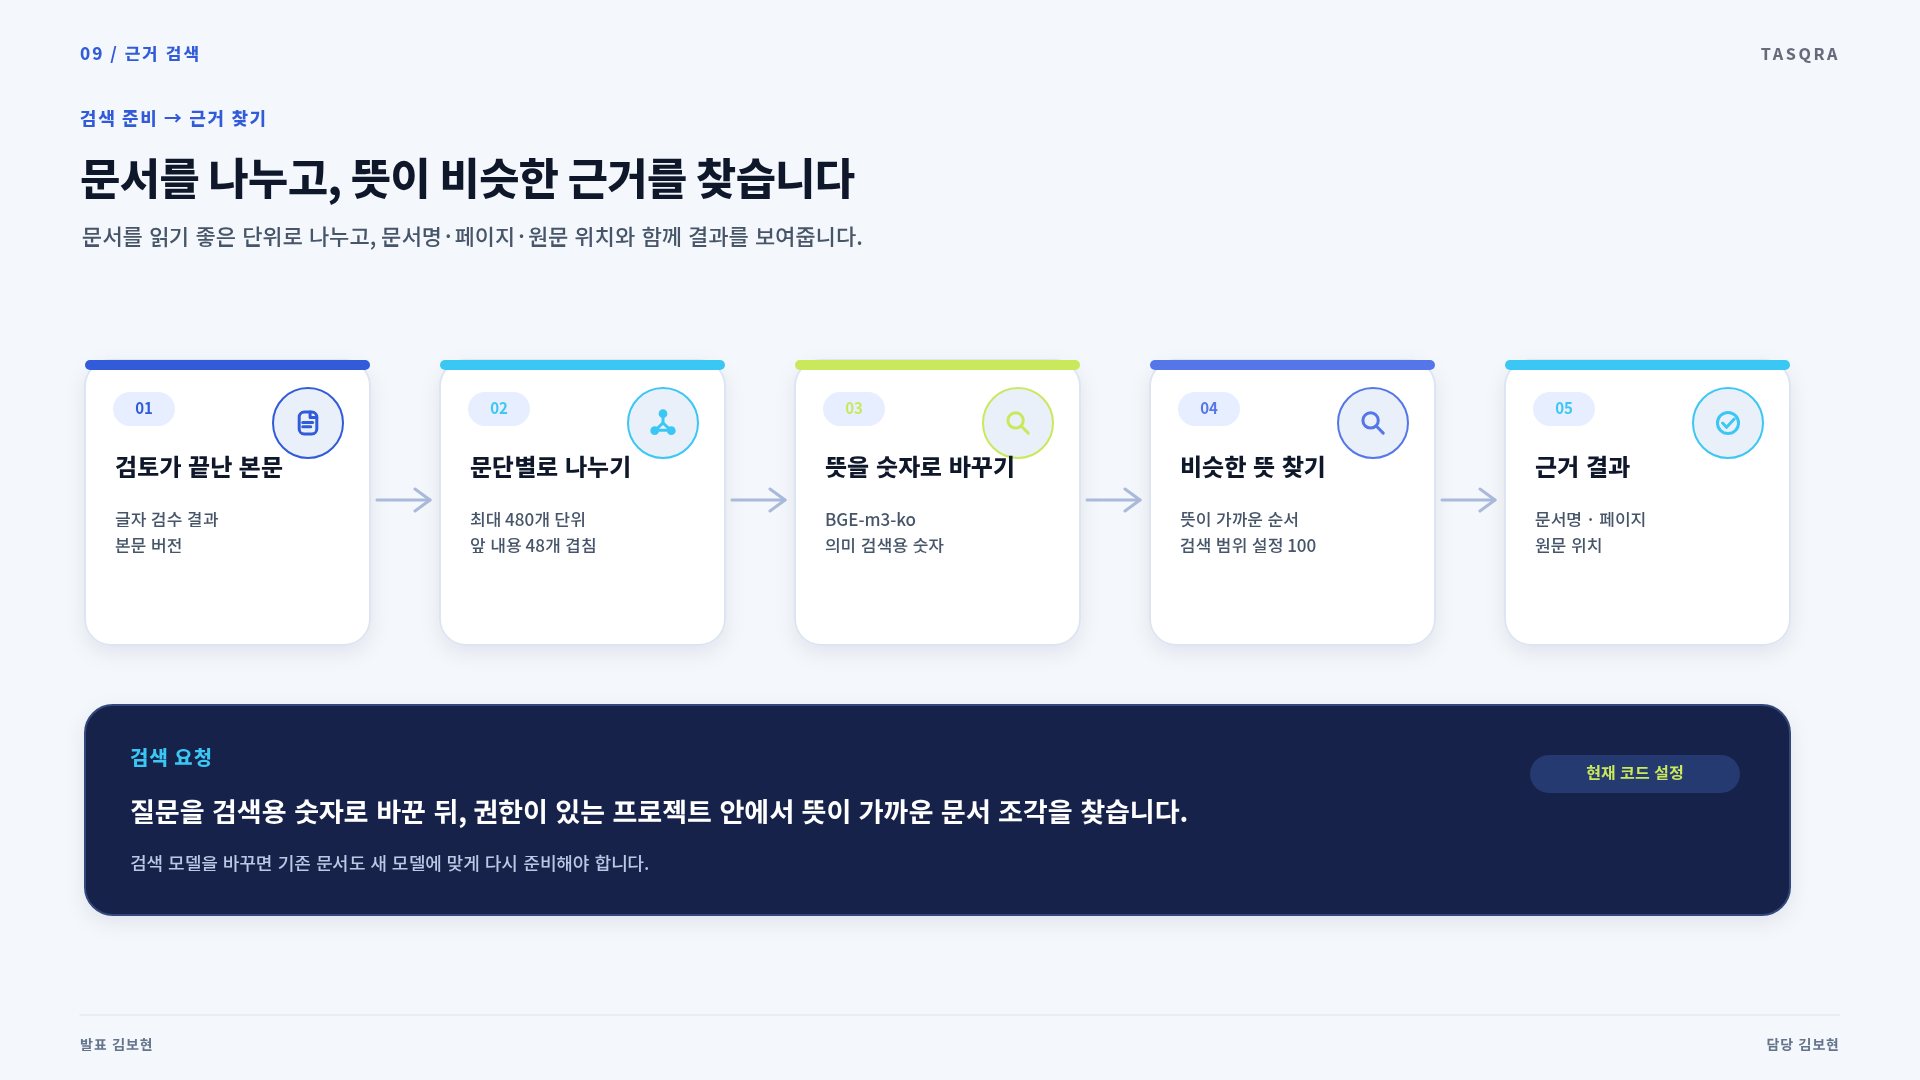 09 / 근거 검색
TASQRA
검색 준비 → 근거 찾기
문서를 나누고, 뜻이 비슷한 근거를 찾습니다
문서를 읽기 좋은 단위로 나누고, 문서명·페이지·원문 위치와 함께 결과를 보여줍니다.
01
검토가 끝난 본문
글자 검수 결과
본문 버전
02
문단별로 나누기
최대 480개 단위
앞 내용 48개 겹침
03
뜻을 숫자로 바꾸기
BGE-m3-ko
의미 검색용 숫자
04
비슷한 뜻 찾기
뜻이 가까운 순서
검색 범위 설정 100
05
근거 결과
문서명 · 페이지
원문 위치
검색 요청
현재 코드 설정
질문을 검색용 숫자로 바꾼 뒤, 권한이 있는 프로젝트 안에서 뜻이 가까운 문서 조각을 찾습니다.
검색 모델을 바꾸면 기존 문서도 새 모델에 맞게 다시 준비해야 합니다.
발표 김보현
담당 김보현